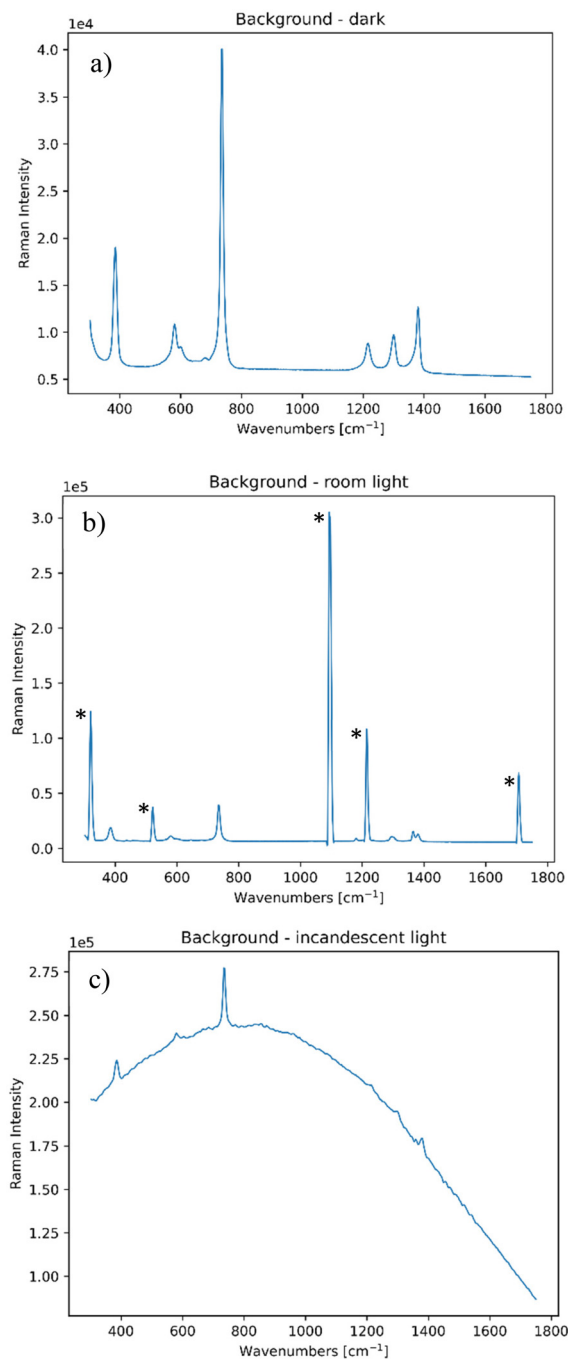 Background - dark
1e4
a)
4.0
3.5
3.0
2.5
2.0
1.5
1.0
0.5
Raman Intensity
400 600 800 1000 1200 1400 1600 1800
Wavenumbers [cm⁻¹]
Background - room light
1e5
b)
*
*
*
*
*
3.0
2.5
2.0
1.5
1.0
0.5
0.0
Raman Intensity
400 600 800 1000 1200 1400 1600 1800
Wavenumbers [cm⁻¹]
Background - incandescent light
1e5
c)
2.75
2.50
2.25
2.00
1.75
1.50
1.25
1.00
Raman Intensity
400 600 800 1000 1200 1400 1600 1800
Wavenumbers [cm⁻¹]